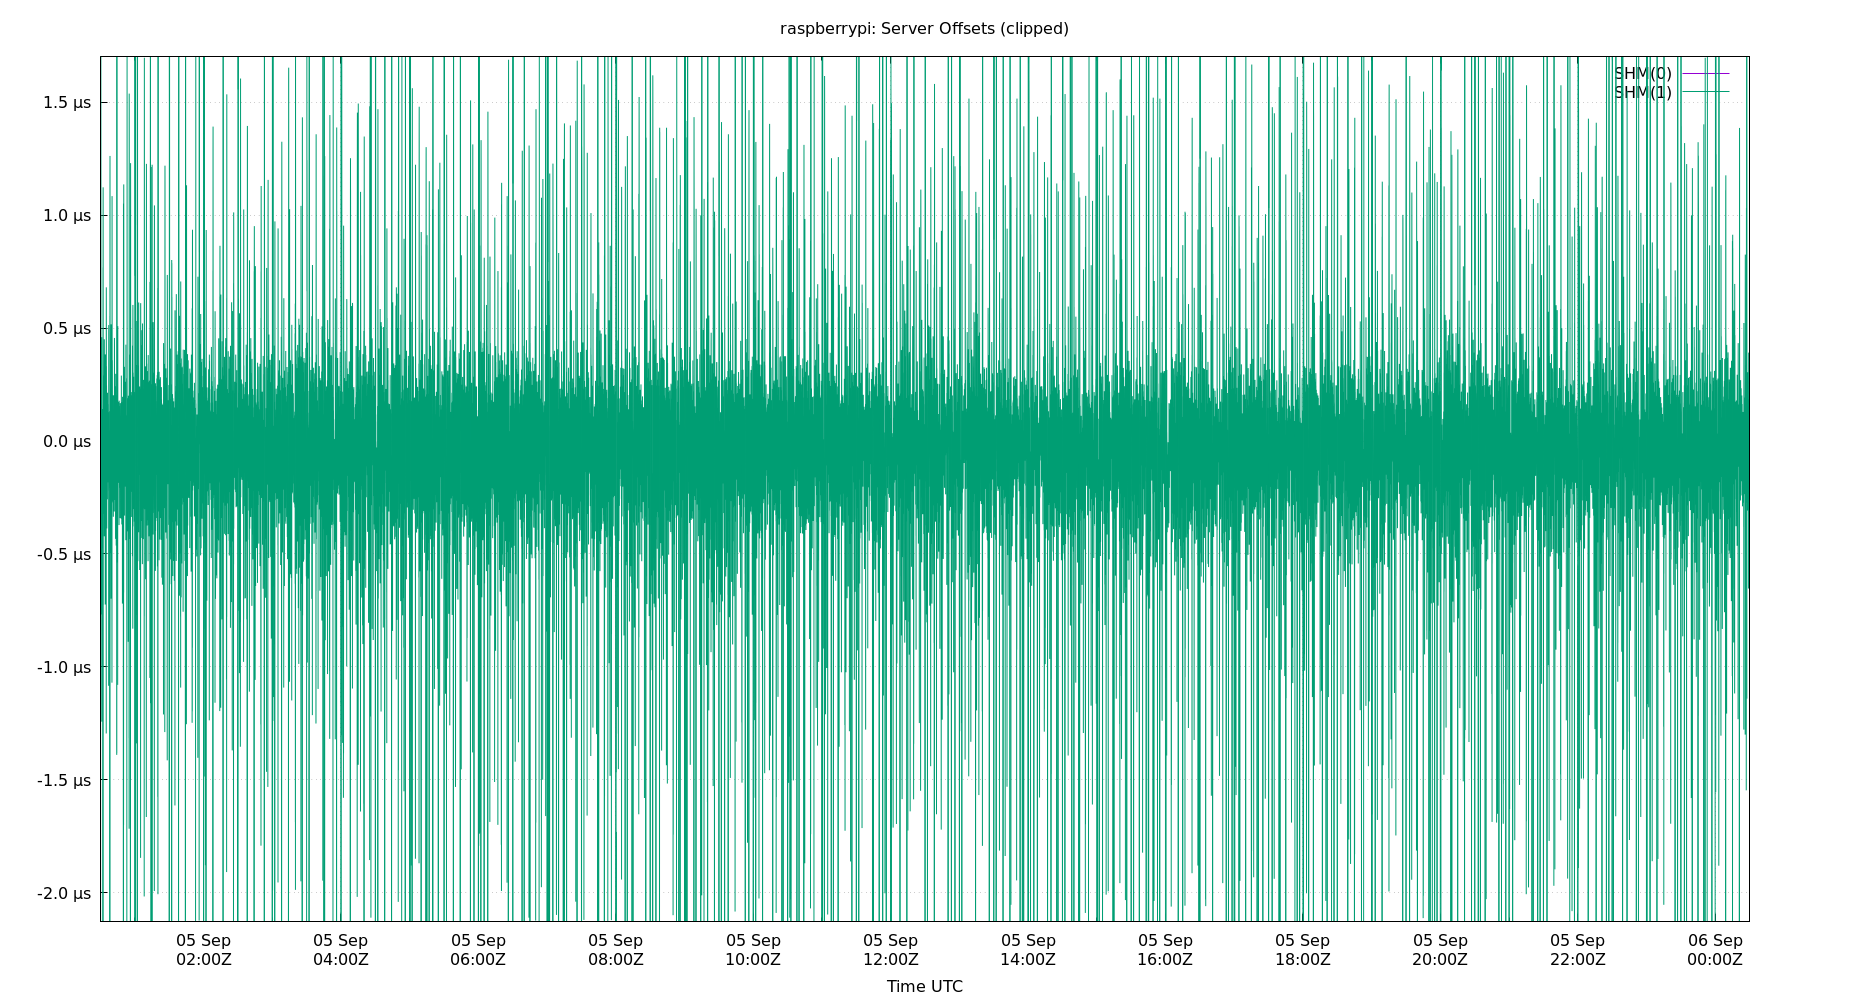 raspberrypi: Server Offsets (clipped)
SHM(0)
SHM(1)
1.5 µs
1.0 µs
0.5 µs
0.0 µs
-0.5 µs
-1.0 µs
-1.5 µs
-2.0 µs
05 Sep 05 Sep 05 Sep 05 Sep 05 Sep 05 Sep 05 Sep 05 Sep 05 Sep 05 Sep 05 Sep 06 Sep
02:00Z 04:00Z 06:00Z 08:00Z 10:00Z 12:00Z 14:00Z 16:00Z 18:00Z 20:00Z 22:00Z 00:00Z
Time UTC